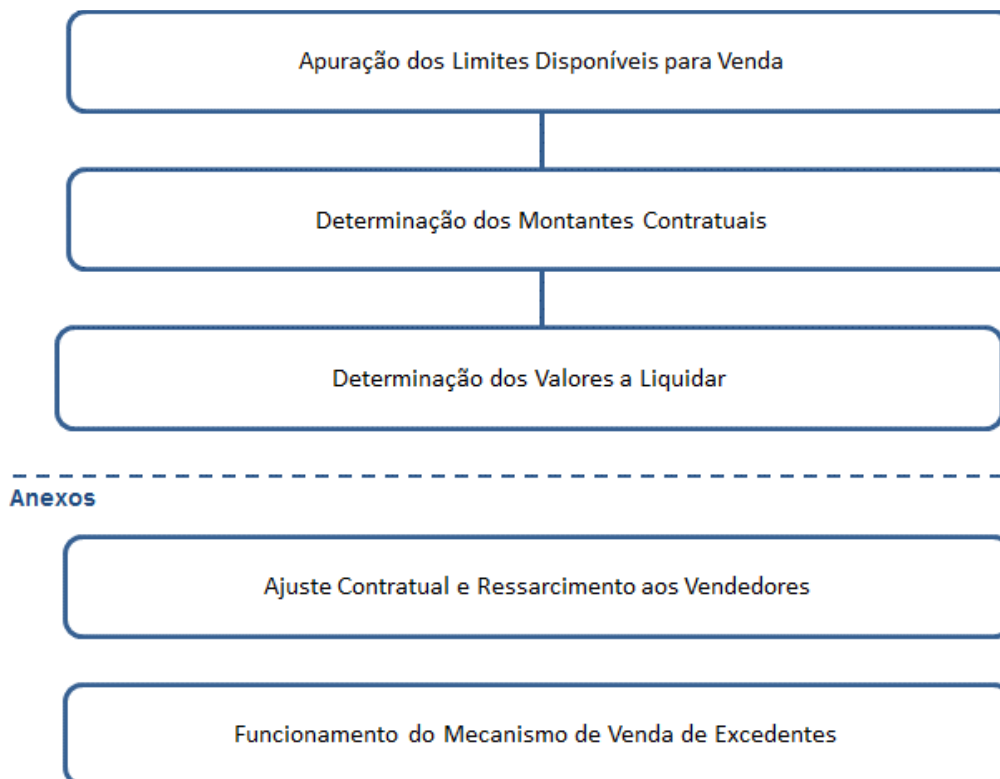 Apuração dos Limites Disponíveis para Venda
Determinação dos Montantes Contratuais
Determinação dos Valores a Liquidar
Anexos
Ajuste Contratual e Ressarcimento aos Vendedores
Funcionamento do Mecanismo de Venda de Excedentes